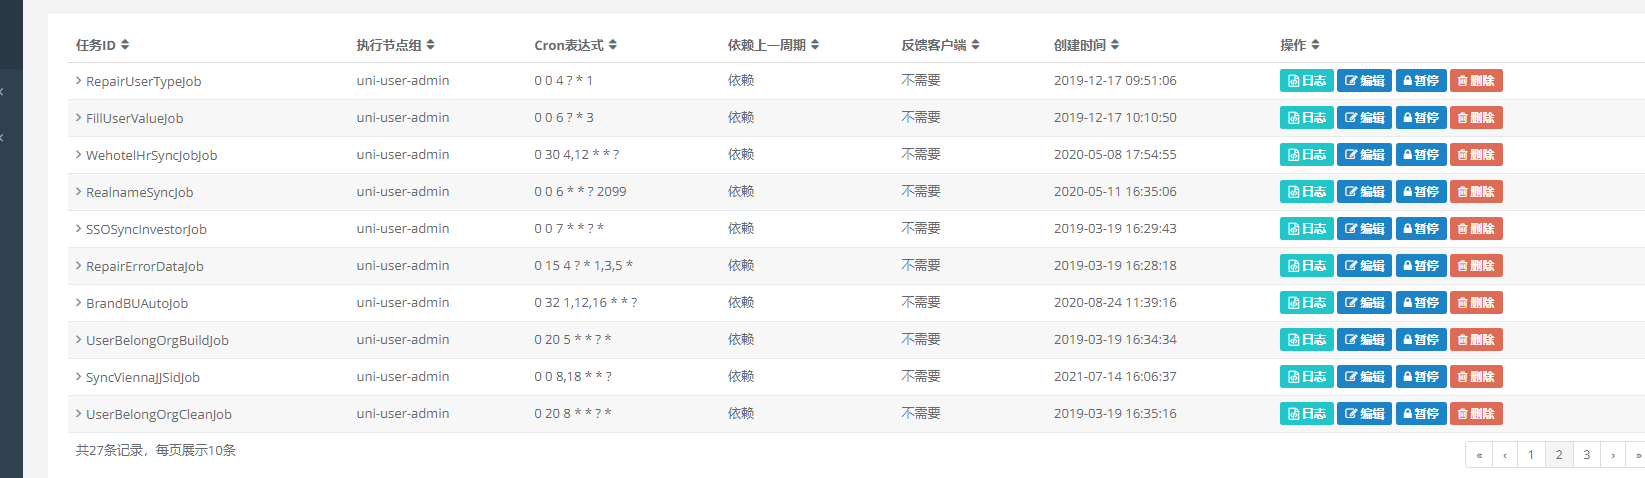 任务ID 执行节点组 Cron表达式 依赖上一周期 反馈客户端 创建时间 操作
RepairUserTypeJob uni-user-admin 0 0 4 ? * 1 依赖 不需要 2019-12-17 09:51:06 日志 编辑 暂停 删除
FillUserValueJob uni-user-admin 0 0 6 ? * 3 依赖 不需要 2019-12-17 10:10:50 日志 编辑 暂停 删除
WehotelHrSyncJobJob uni-user-admin 0 30 4,12 * * ? 依赖 不需要 2020-05-08 17:54:55 日志 编辑 暂停 删除
RealnameSyncJob uni-user-admin 0 0 6 * * ? 2099 依赖 不需要 2020-05-11 16:35:06 日志 编辑 暂停 删除
SSOSyncInvestorJob uni-user-admin 0 0 7 * * ? * 依赖 不需要 2019-03-19 16:29:43 日志 编辑 暂停 删除
RepairErrorDataJob uni-user-admin 0 15 4 ? * 1,3,5 * 依赖 不需要 2019-03-19 16:28:18 日志 编辑 暂停 删除
BrandBUAutoJob uni-user-admin 0 32 1,12,16 * * ? 依赖 不需要 2020-08-24 11:39:16 日志 编辑 暂停 删除
UserBelongOrgBuildJob uni-user-admin 0 20 5 * * ? * 依赖 不需要 2019-03-19 16:34:34 日志 编辑 暂停 删除
SyncViennaJJSidJob uni-user-admin 0 0 8,18 * * ? 依赖 不需要 2021-07-14 16:06:37 日志 编辑 暂停 删除
UserBelongOrgCleanJob uni-user-admin 0 20 8 * * ? * 依赖 不需要 2019-03-19 16:35:16 日志 编辑 暂停 删除
共27条记录，每页展示10条 « ‹ 1 2 3 › »